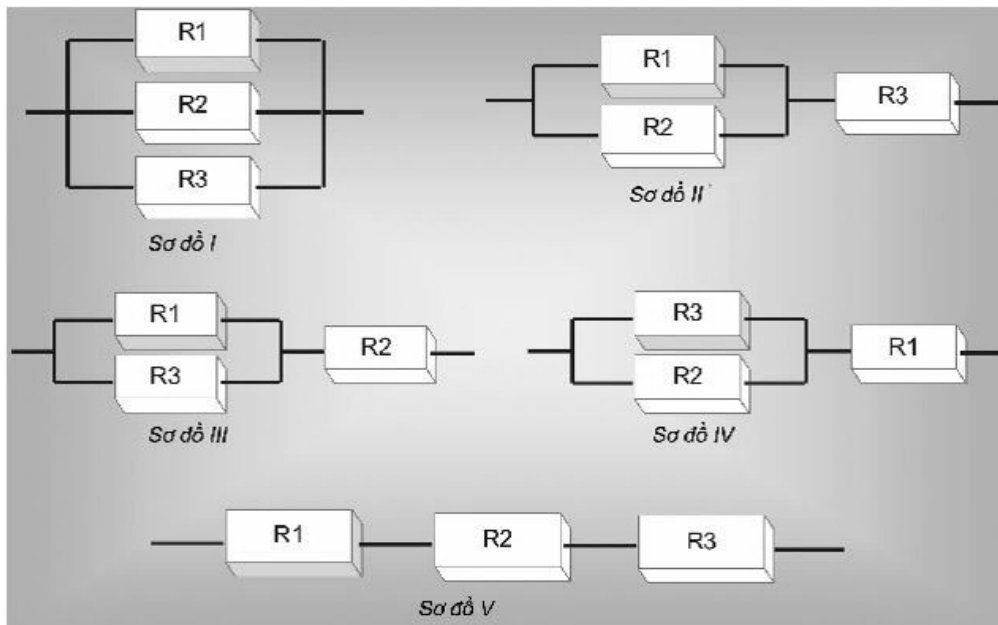 R1
R2
R3
Sơ đồ I
R1
R2
R3
Sơ đồ II
R1
R3
R2
Sơ đồ III
R3
R2
R1
Sơ đồ IV
R1
R2
R3
Sơ đồ V